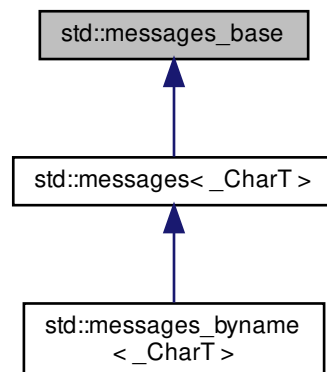 std::messages_base
std::messages< _CharT >
std::messages_byname
< _CharT >